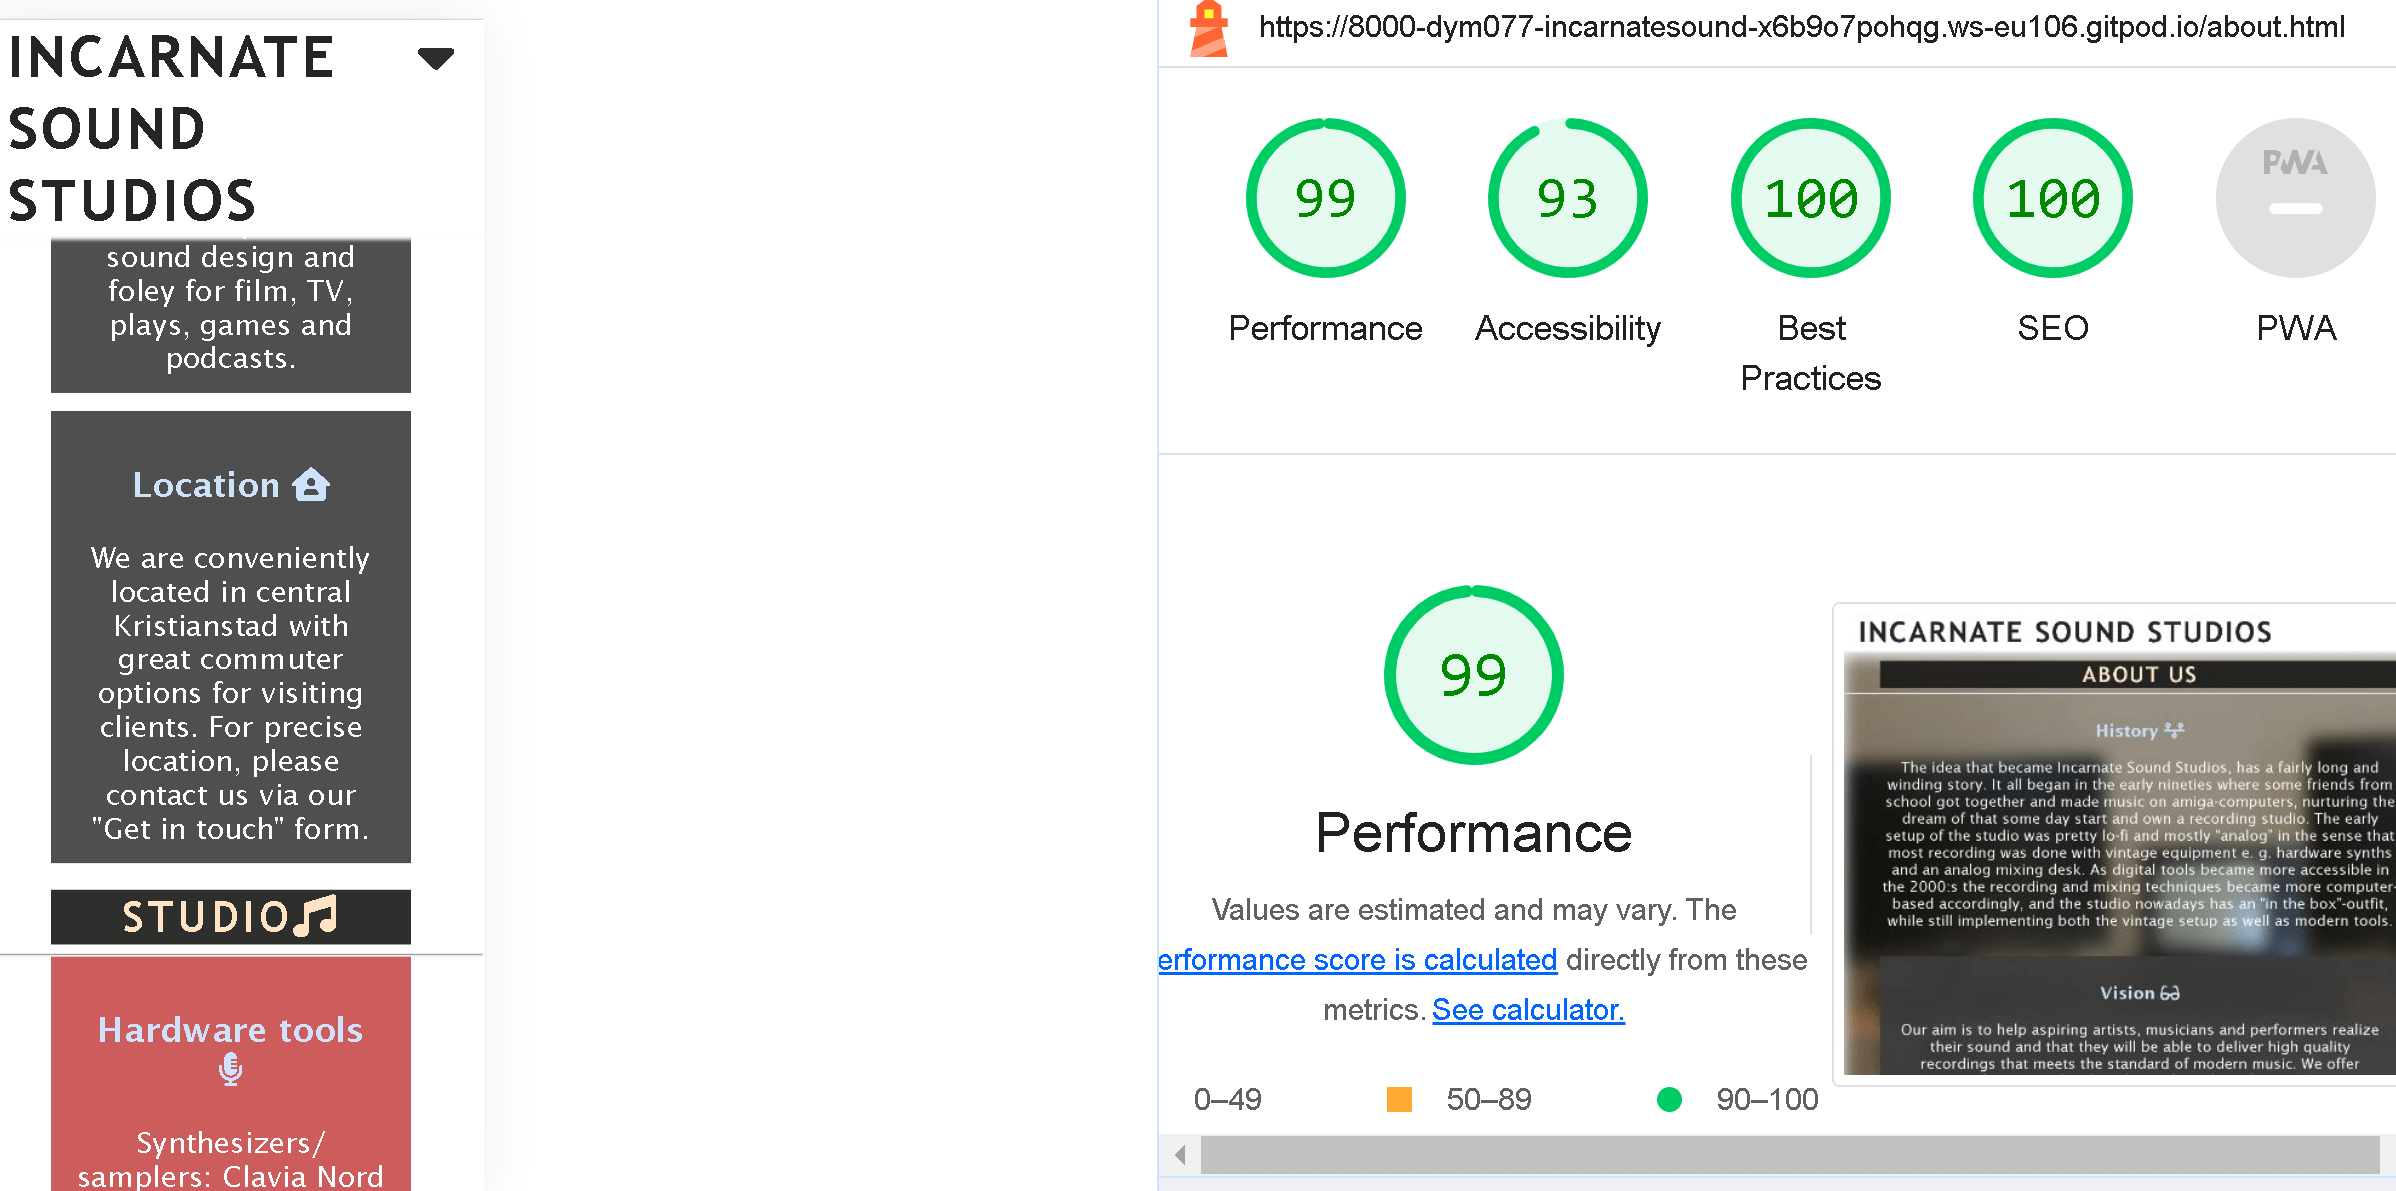 INCARNATE
SOUND
STUDIOS
sound design and
foley for film, TV,
plays, games and
podcasts.
Location
We are conveniently
located in central
Kristianstad with
great commuter
options for visiting
clients. For precise
location, please
contact us via our
"Get in touch" form.
STUDIO
Hardware tools
Synthesizers/
samplers: Clavia Nord
https://8000-dym077-incarnatesound-x6b9o7pohqg.ws-eu106.gitpod.io/about.html
99
93
100
100
PWA
Performance
Accessibility
Best
Practices
SEO
PWA
99
Performance
Values are estimated and may vary. The
erformance score is calculated directly from these
metrics. See calculator.
0–49
50–89
90–100
INCARNATE SOUND STUDIOS
ABOUT US
History
The idea that became Incarnate Sound Studios, has a fairly long and
winding story. It all began in the early nineties where some friends from
school got together and made music on amiga-computers, nurturing the
dream of that some day start and own a recording studio. The early
setup of the studio was pretty lo-fi and mostly "analog" in the sense that
most recording was done with vintage equipment e. g. hardware synths
and an analog mixing desk. As digital tools became more accessible in
the 2000:s the recording and mixing techniques became more computer-
based accordingly, and the studio nowadays has an "in the box"-outfit,
while still implementing both the vintage setup as well as modern tools.
Vision
Our aim is to help aspiring artists, musicians and performers realize
their sound and that they will be able to deliver high quality
recordings that meets the standard of modern music. We offer